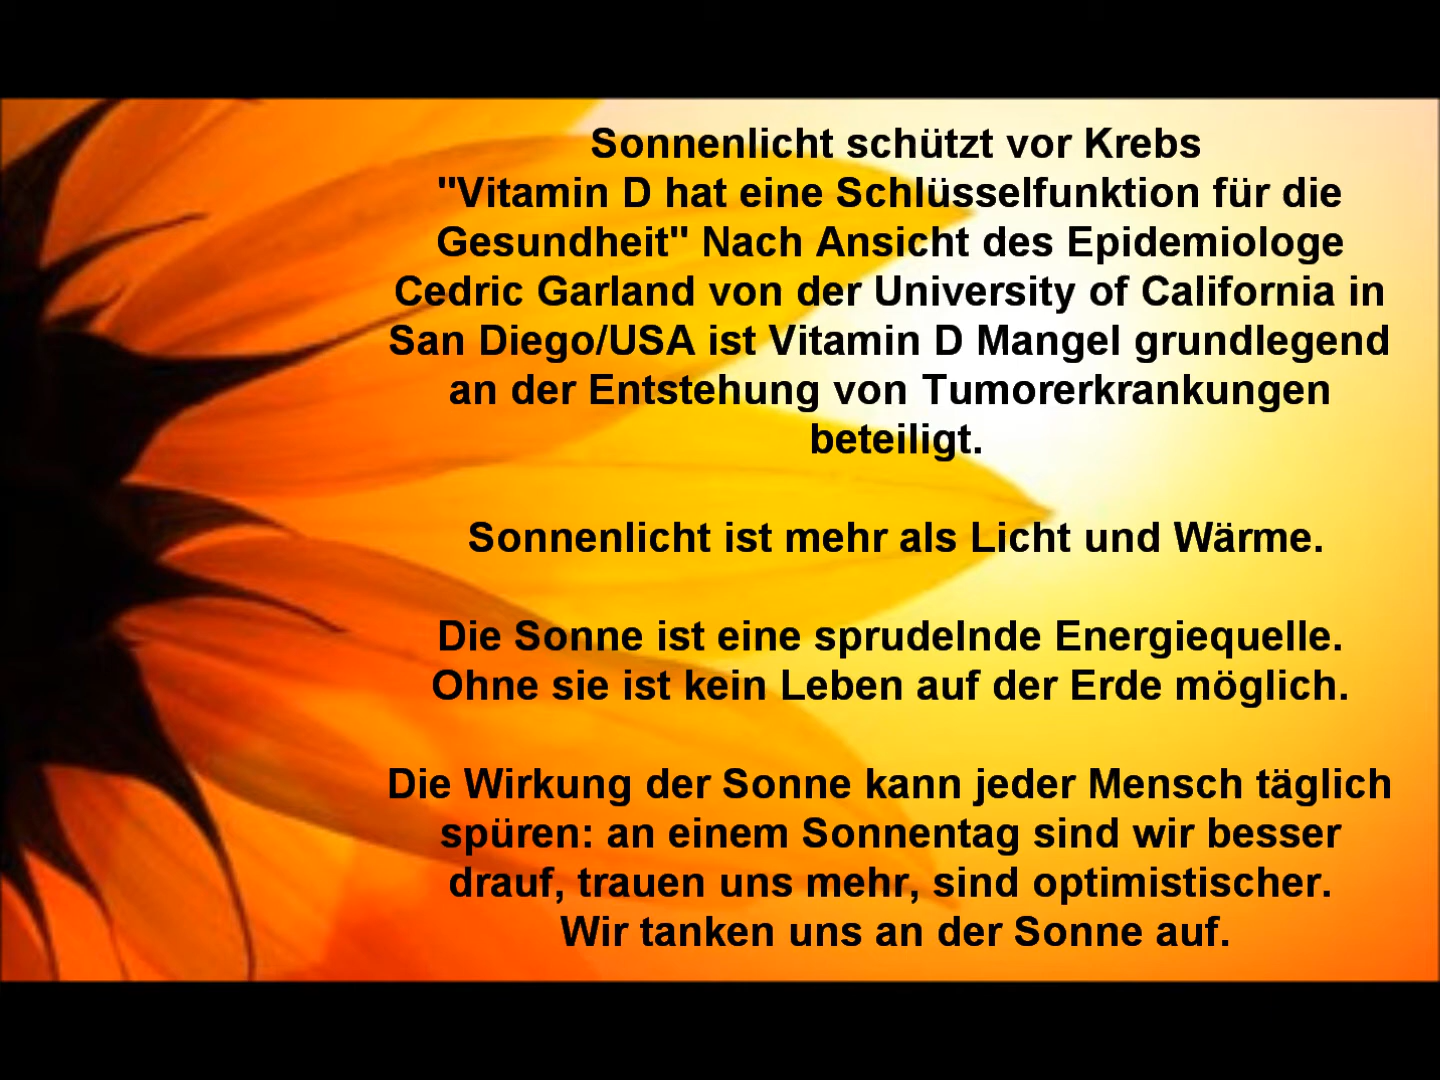 Sonnenlicht schützt vor Krebs
"Vitamin D hat eine Schlüsselfunktion für die
Gesundheit" Nach Ansicht des Epidemiologe
Cedric Garland von der University of California in
San Diego/USA ist Vitamin D Mangel grundlegend
an der Entstehung von Tumorerkrankungen
beteiligt.
Sonnenlicht ist mehr als Licht und Wärme.
Die Sonne ist eine sprudelnde Energiequelle.
Ohne sie ist kein Leben auf der Erde möglich.
Die Wirkung der Sonne kann jeder Mensch täglich
spüren: an einem Sonnentag sind wir besser
drauf, trauen uns mehr, sind optimistischer.
Wir tanken uns an der Sonne auf.